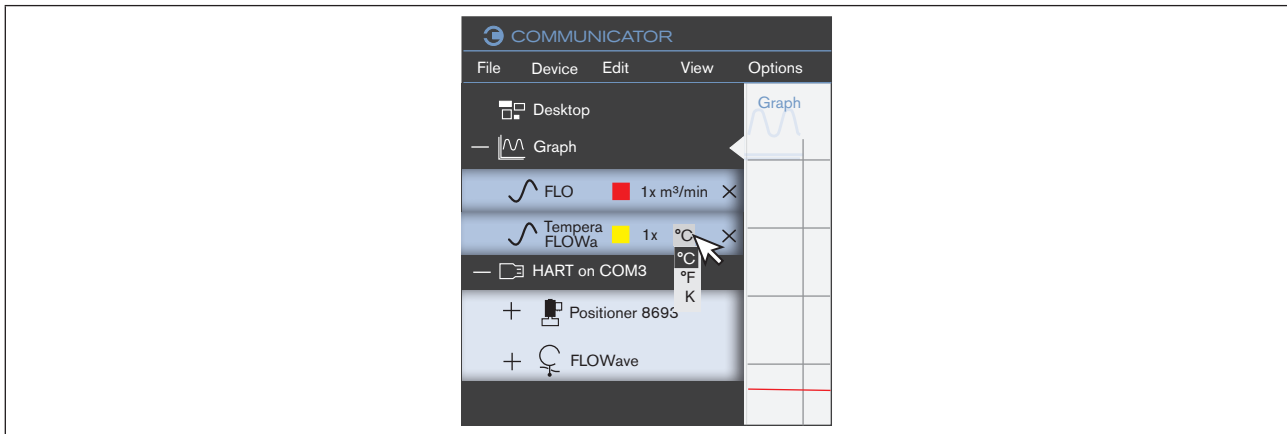 COMMUNICATOR
File Device Edit View Options
Desktop
Graph
Graph
FLO 1x m³/min
Tempera
FLOWa 1x °C
HART on COM3
°C
°F
K
Positioner 8693
FLOWave